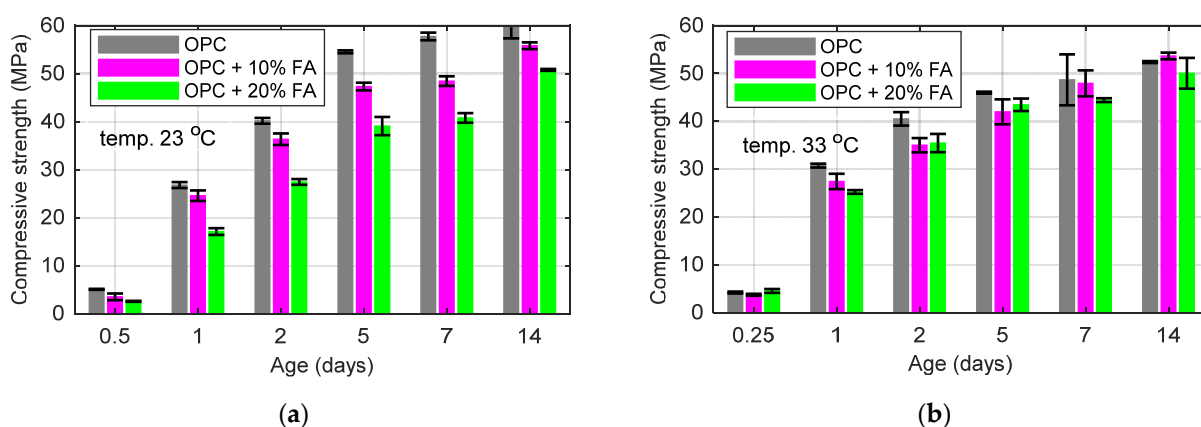 60
50
40
30
20
10
0
Compressive strength (MPa)
OPC
OPC + 10% FA
OPC + 20% FA
temp. 23 °C
0.5 1 2 5 7 14
Age (days)
(a)
60
50
40
30
20
10
0
Compressive strength (MPa)
OPC
OPC + 10% FA
OPC + 20% FA
temp. 33 °C
0.25 1 2 5 7 14
Age (days)
(b)